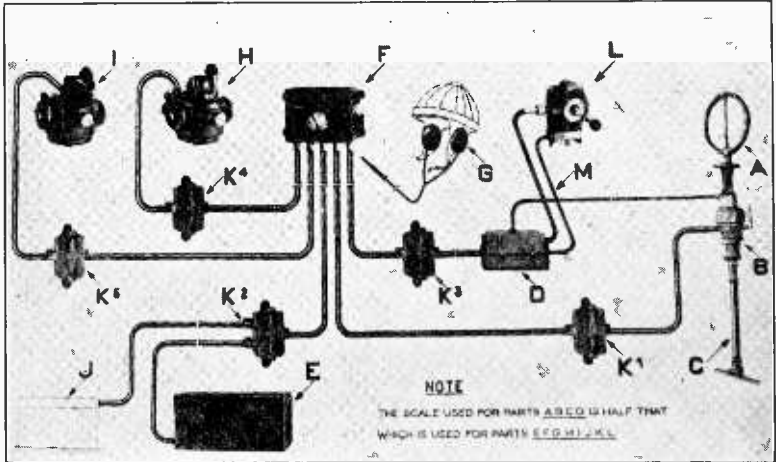 I H F L
A
G
K⁴ M
B
K⁵ K³ D
K² K¹ C
J E
NOTE
THE SCALE USED FOR PARTS A B C D IS HALF THAT
WHICH IS USED FOR PARTS E F G H I J K L